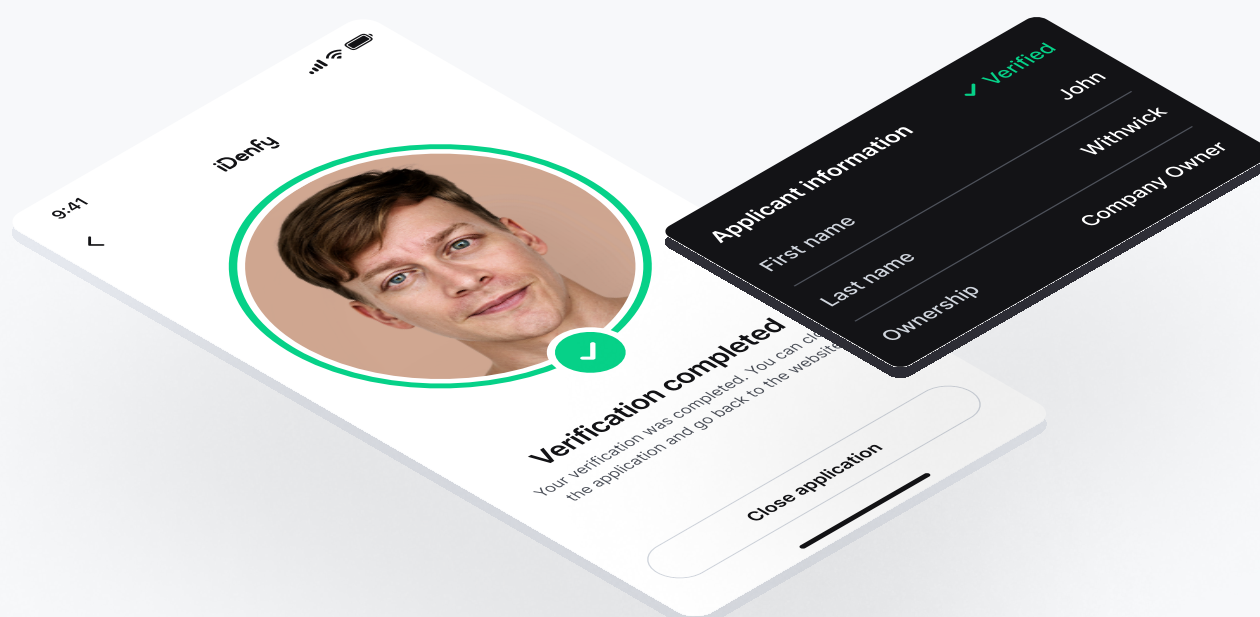 9:41
iDenfy
Verification completed
Your verification was completed. You can
the application and go back to the website
Close application
Applicant information
Verified
First name
John
Last name
Withwick
Ownership
Company Owner